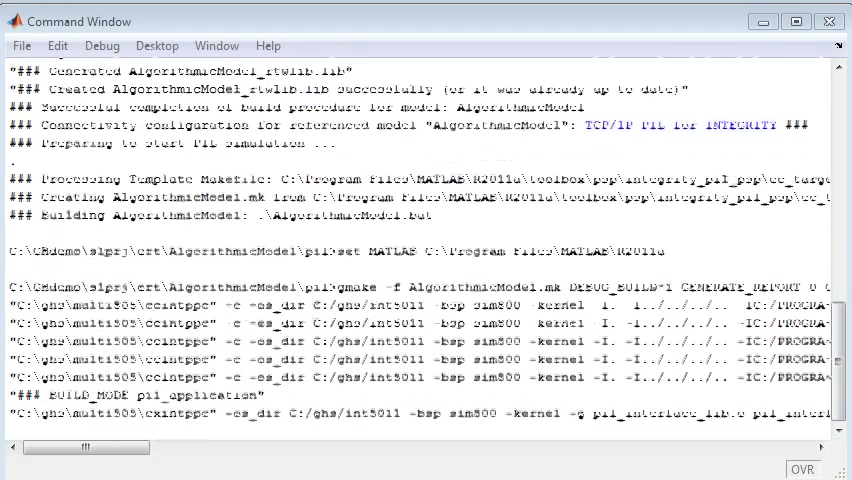 Command Window
File Edit Debug Desktop Window Help
"### Generated AlgorithmicModel_rtwlib.lib"
"### Created AlgorithmicModel_rtwlib.lib successfully (or it was already up to date)"
### Successful completion of build procedure for model: AlgorithmicModel
### Connectivity configuration for referenced model "AlgorithmicModel": TCP/IP PIL for INTEGRITY ###
### Preparing to start PIL simulation ...
.
### Processing Template Makefile: C:\Program Files\MATLAB\R2011a\toolbox\psp\integrity_pil_psp\cc_targe
### Creating AlgorithmicModel.mk from C:\Program Files\MATLAB\R2011a\toolbox\psp\integrity_pil_psp\cc_
### Building AlgorithmicModel: .\AlgorithmicModel.bat
C:\GHdemo\slprj\ert\AlgorithmicModel\pil>set MATLAB C:\Program Files\MATLAB\R2011a
C:\GHdemo\slprj\ert\AlgorithmicModel\pil>gmake -f AlgorithmicModel.mk DEBUG_BUILD=1 GENERATE_REPORT 0 0
"C:\ghs\multi505\ccintppc" -c -os_dir C:/ghs/int5011 -bsp sim800 -kernel -I. -I../../../.. -IC:/PROGRA~
"C:\ghs\multi505\ccintppc" -c -os_dir C:/ghs/int5011 -bsp sim800 -kernel -I. -I../../../.. -IC:/PROGRA~
"C:\ghs\multi505\ccintppc" -c -os_dir C:/ghs/int5011 -bsp sim800 -kernel -I. -I../../../.. -IC:/PROGRA~
"C:\ghs\multi505\ccintppc" -c -os_dir C:/ghs/int5011 -bsp sim800 -kernel -I. -I../../../.. -IC:/PROGRA~
"C:\ghs\multi505\ccintppc" -c -os_dir C:/ghs/int5011 -bsp sim800 -kernel -I. -I../../../.. -IC:/PROGRA~
"### BUILD_MODE pil_application"
"C:\ghs\multi505\cxintppc" -os_dir C:/ghs/int5011 -bsp sim800 -kernel -g pil_interface_lib.o pil_interf
OVR